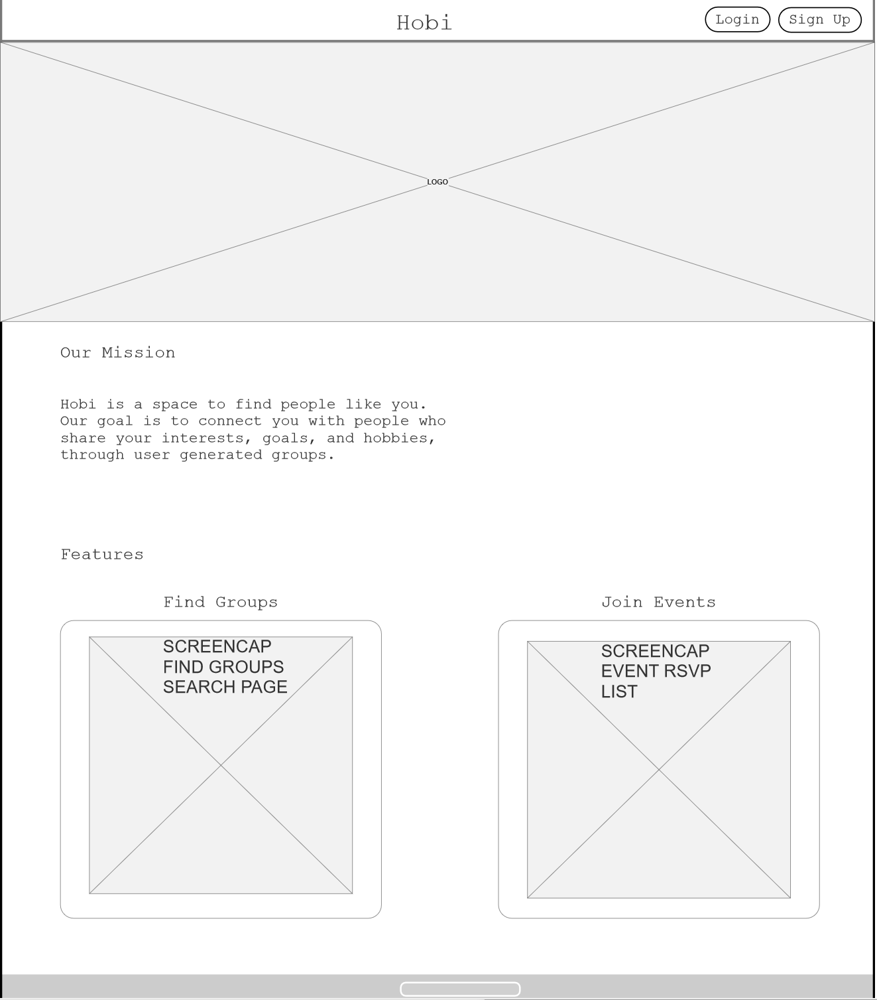 Hobi
Login
Sign Up
LOGO
Our Mission
Hobi is a space to find people like you.
Our goal is to connect you with people who
share your interests, goals, and hobbies,
through user generated groups.
Features
Find Groups
SCREENCAP
FIND GROUPS
SEARCH PAGE
Join Events
SCREENCAP
EVENT RSVP
LIST